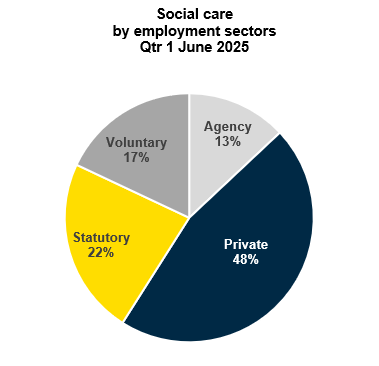 Social care
by employment sectors
Qtr 1 June 2025
Agency
13%
Voluntary
17%
Statutory
22%
Private
48%